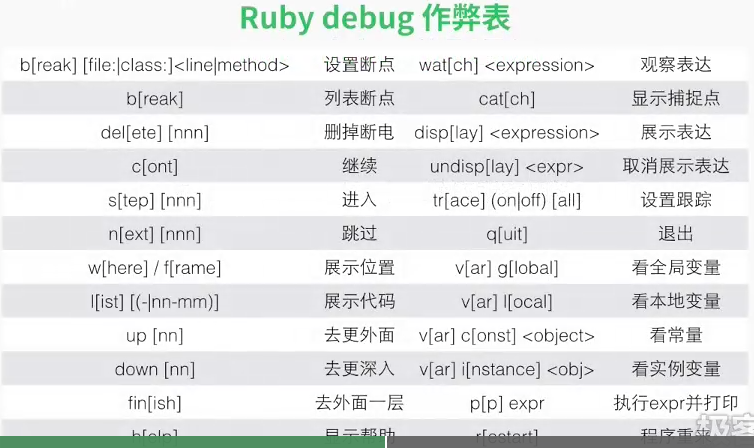 Ruby debug 作弊表
b[reak] [file:|class:]<line|method> 设置断点 wat[ch] <expression> 观察表达
b[reak] 列表断点 cat[ch] 显示捕捉点
del[ete] [nnn] 删掉断电 disp[lay] <expression> 展示表达
c[ont] 继续 undisp[lay] <expr> 取消展示表达
s[tep] [nnn] 进入 tr[ace] (on|off) [all] 设置跟踪
n[ext] [nnn] 跳过 q[uit] 退出
w[here] / f[rame] 展示位置 v[ar] g[lobal] 看全局变量
l[ist] [(-|nn-mm)] 展示代码 v[ar] l[ocal] 看本地变量
up [nn] 去更外面 v[ar] c[onst] <object> 看常量
down [nn] 去更深入 v[ar] i[nstance] <obj> 看实例变量
fin[ish] 去外面一层 p[p] expr 执行expr并打印
h[elp] 显示帮助 r[estart] 程序重来